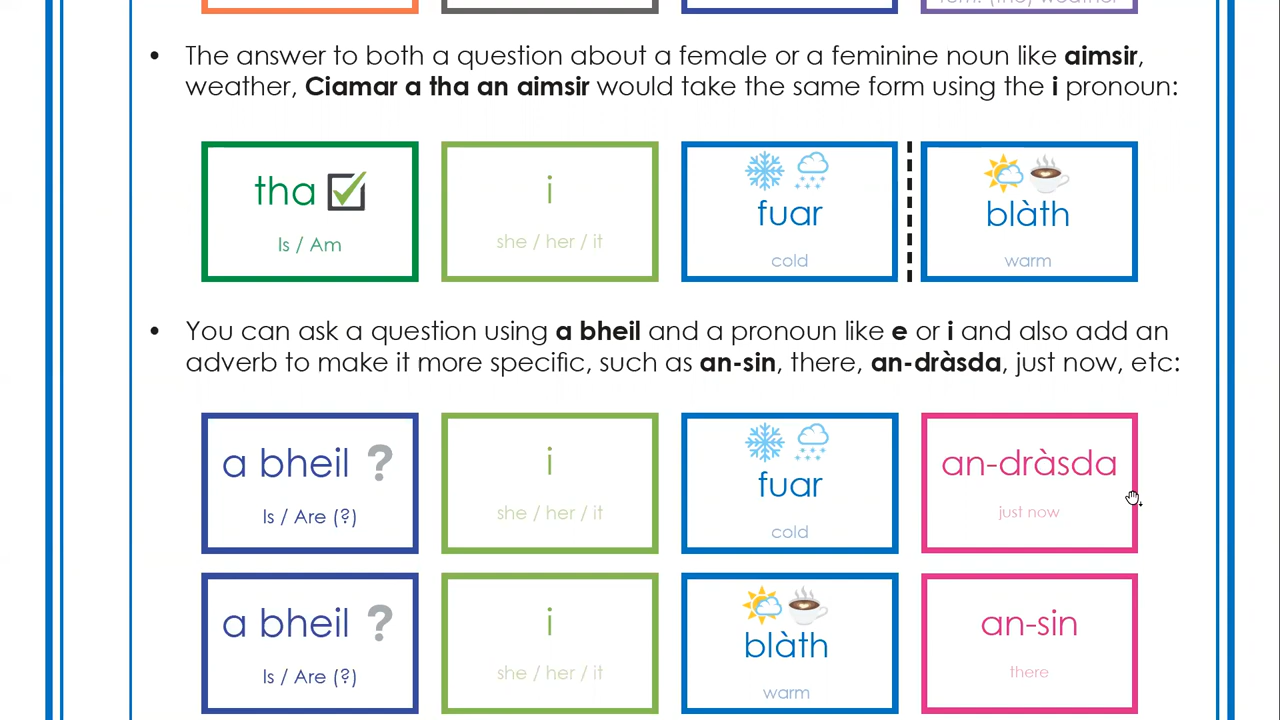 The answer to both a question about a female or a feminine noun like aimsir,
weather, Ciamar a tha an aimsir would take the same form using the i pronoun:
tha i fuar blàth
Is / Am she / her / it cold warm
You can ask a question using a bheil and a pronoun like e or i and also add an
adverb to make it more specific, such as an-sin, there, an-dràsda, just now, etc:
a bheil ? i fuar an-dràsda
Is / Are (?) she / her / it cold just now
a bheil ? i blàth an-sin
Is / Are (?) she / her / it warm there